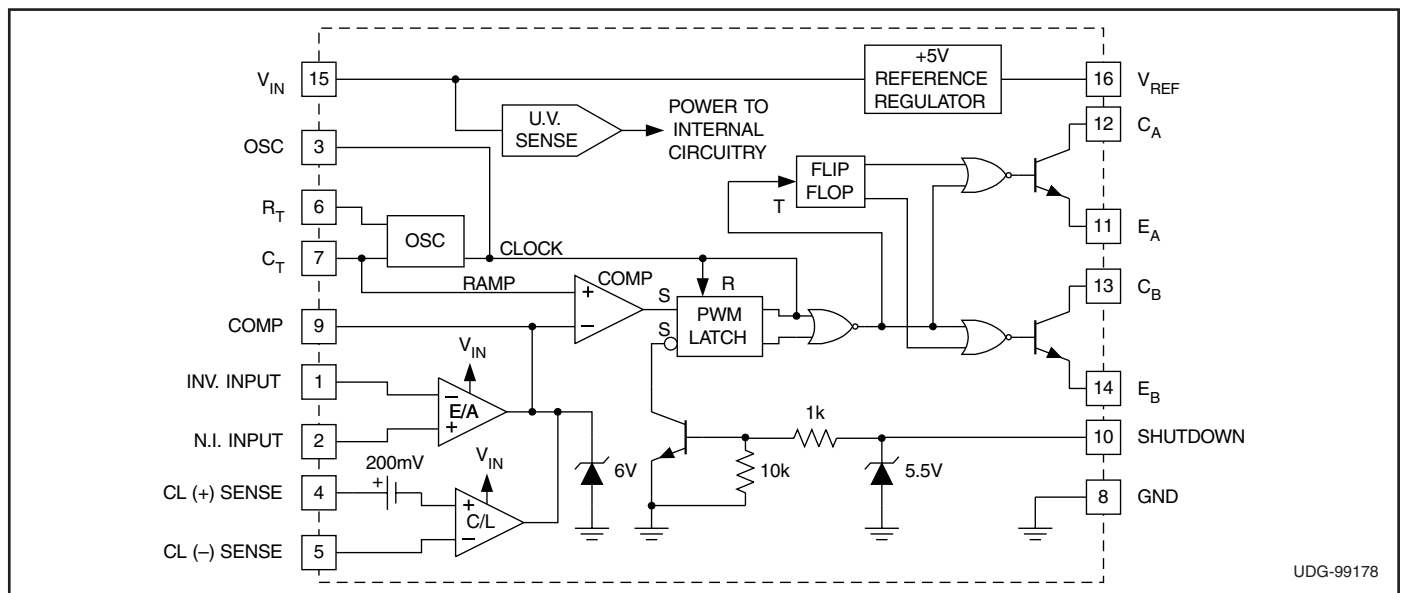 V_IN 15
+5V
REFERENCE
REGULATOR
16 V_REF
U.V.
SENSE
POWER TO
INTERNAL
CIRCUITRY
12 C_A
OSC 3
FLIP
FLOP
T
R_T 6
11 E_A
OSC
CLOCK
C_T 7
RAMP
COMP
+
−
S
R
PWM
LATCH
S
13 C_B
COMP 9
V_IN
INV. INPUT 1
−
E/A
+
14 E_B
N.I. INPUT 2
1k
10 SHUTDOWN
200mV
+
V_IN
6V
10k
5.5V
CL (+) SENSE 4
+
C/L
−
8 GND
CL (–) SENSE 5
UDG-99178